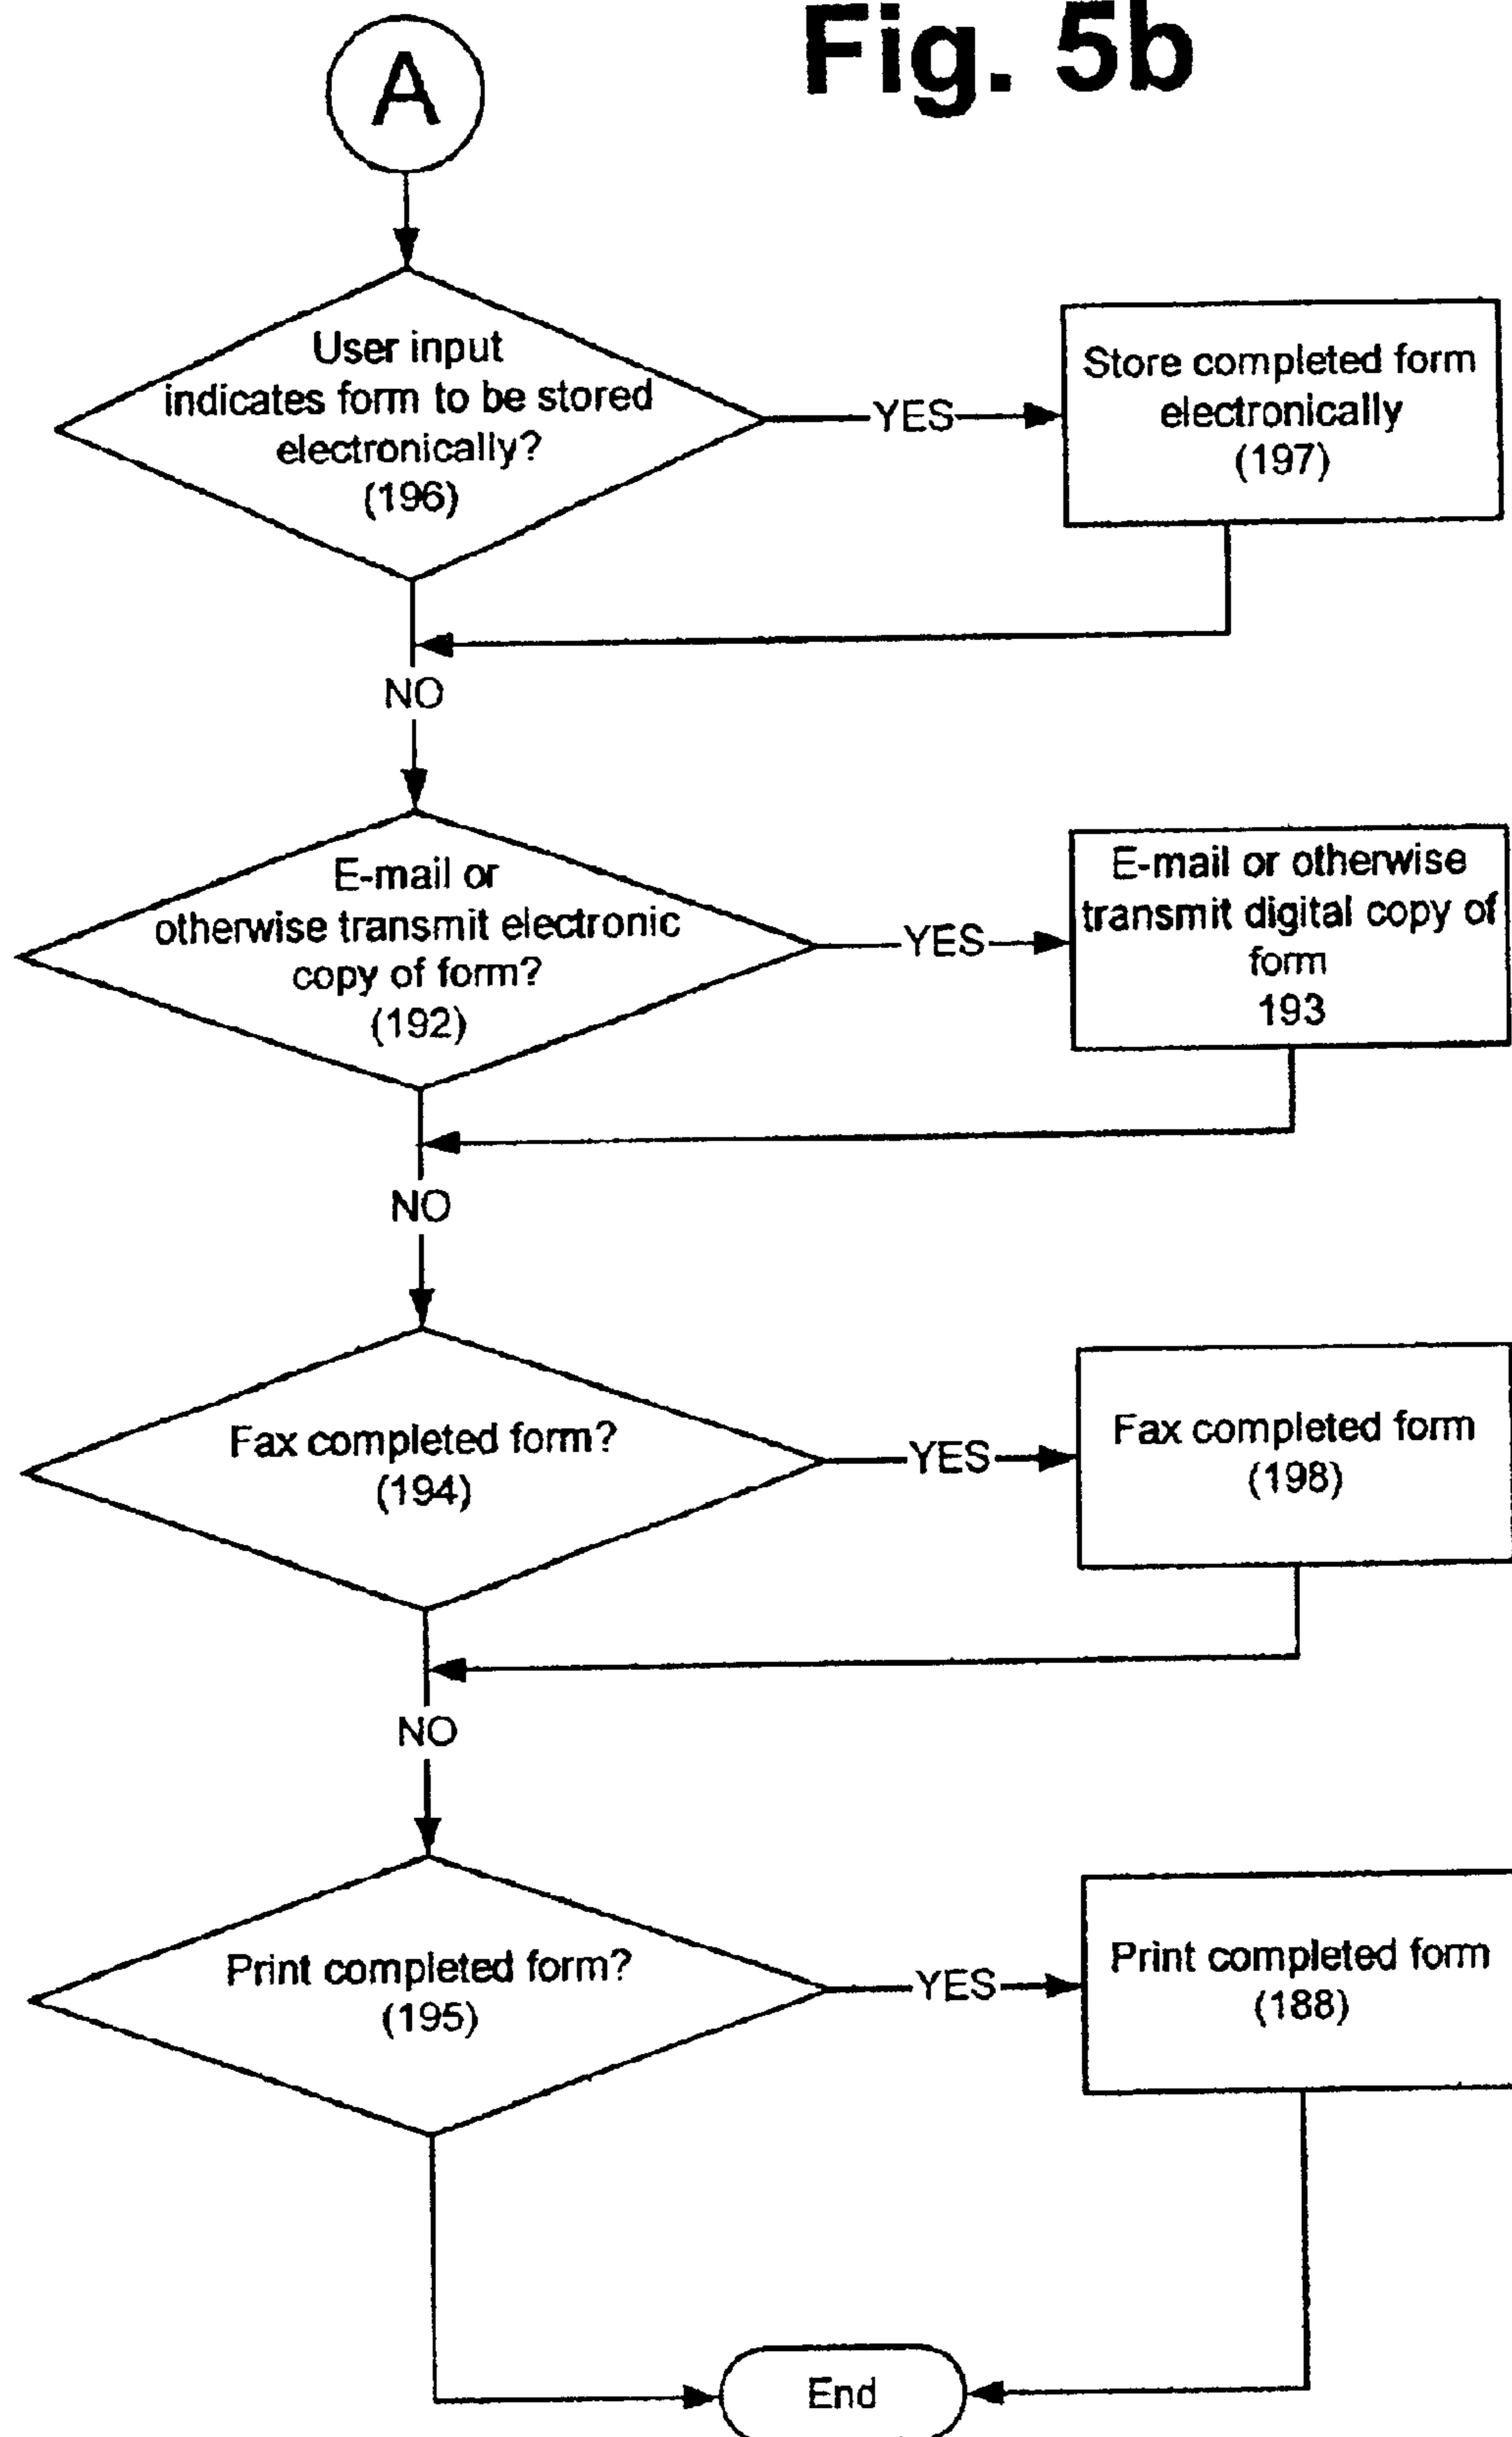 Fig. 5b
A
User input
indicates form to be stored
electronically?
(196)
YES
Store completed form
electronically
(197)
NO
E-mail or
otherwise transmit electronic
copy of form?
(192)
YES
E-mail or otherwise
transmit digital copy of
form
193
NO
Fax completed form?
(194)
YES
Fax completed form
(198)
NO
Print completed form?
(195)
YES
Print completed form
(188)
End